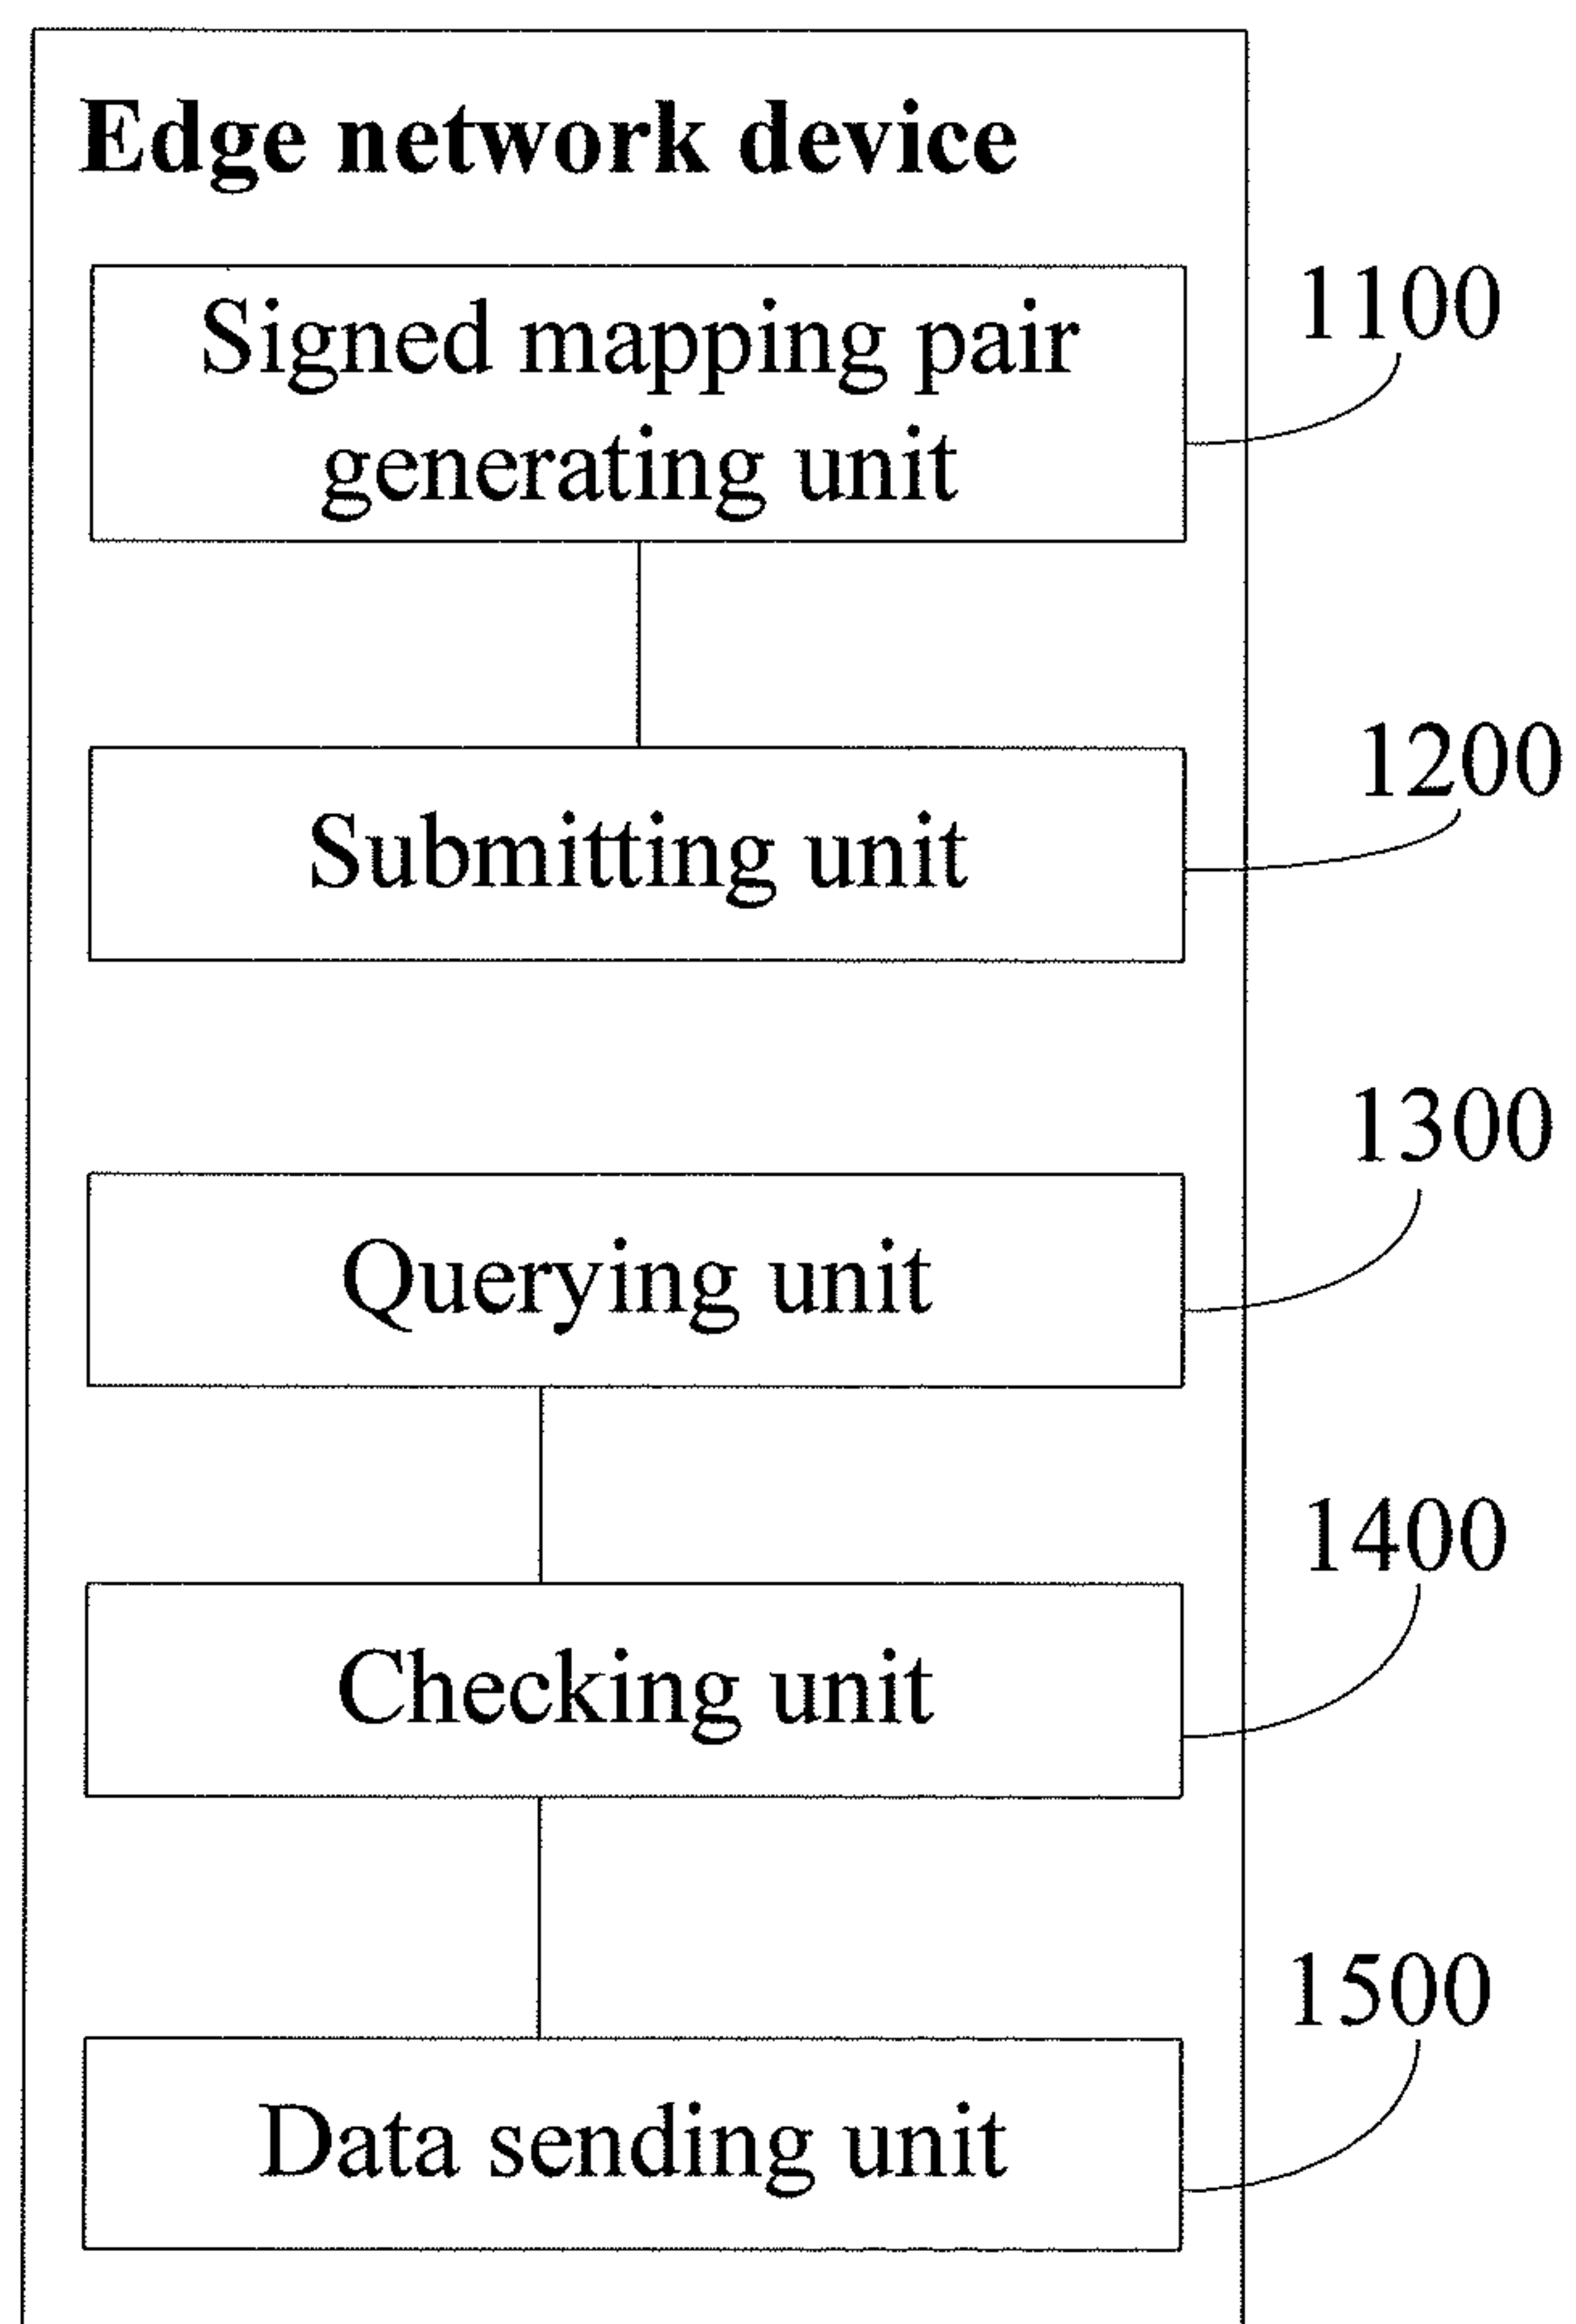 Edge network device
Signed mapping pair
generating unit
1100
Submitting unit
1200
Querying unit
1300
Checking unit
1400
Data sending unit
1500